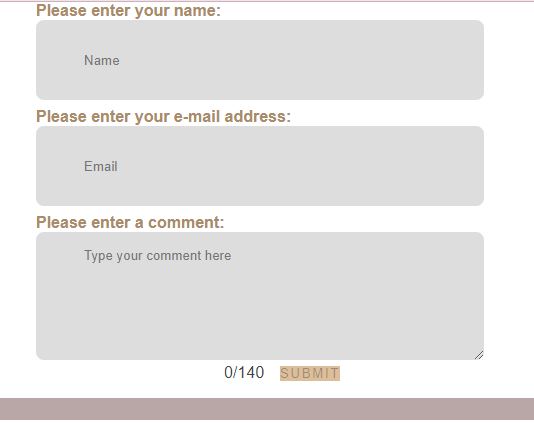 Please enter your name:
Name
Please enter your e-mail address:
Email
Please enter a comment:
Type your comment here
0/140 SUBMIT